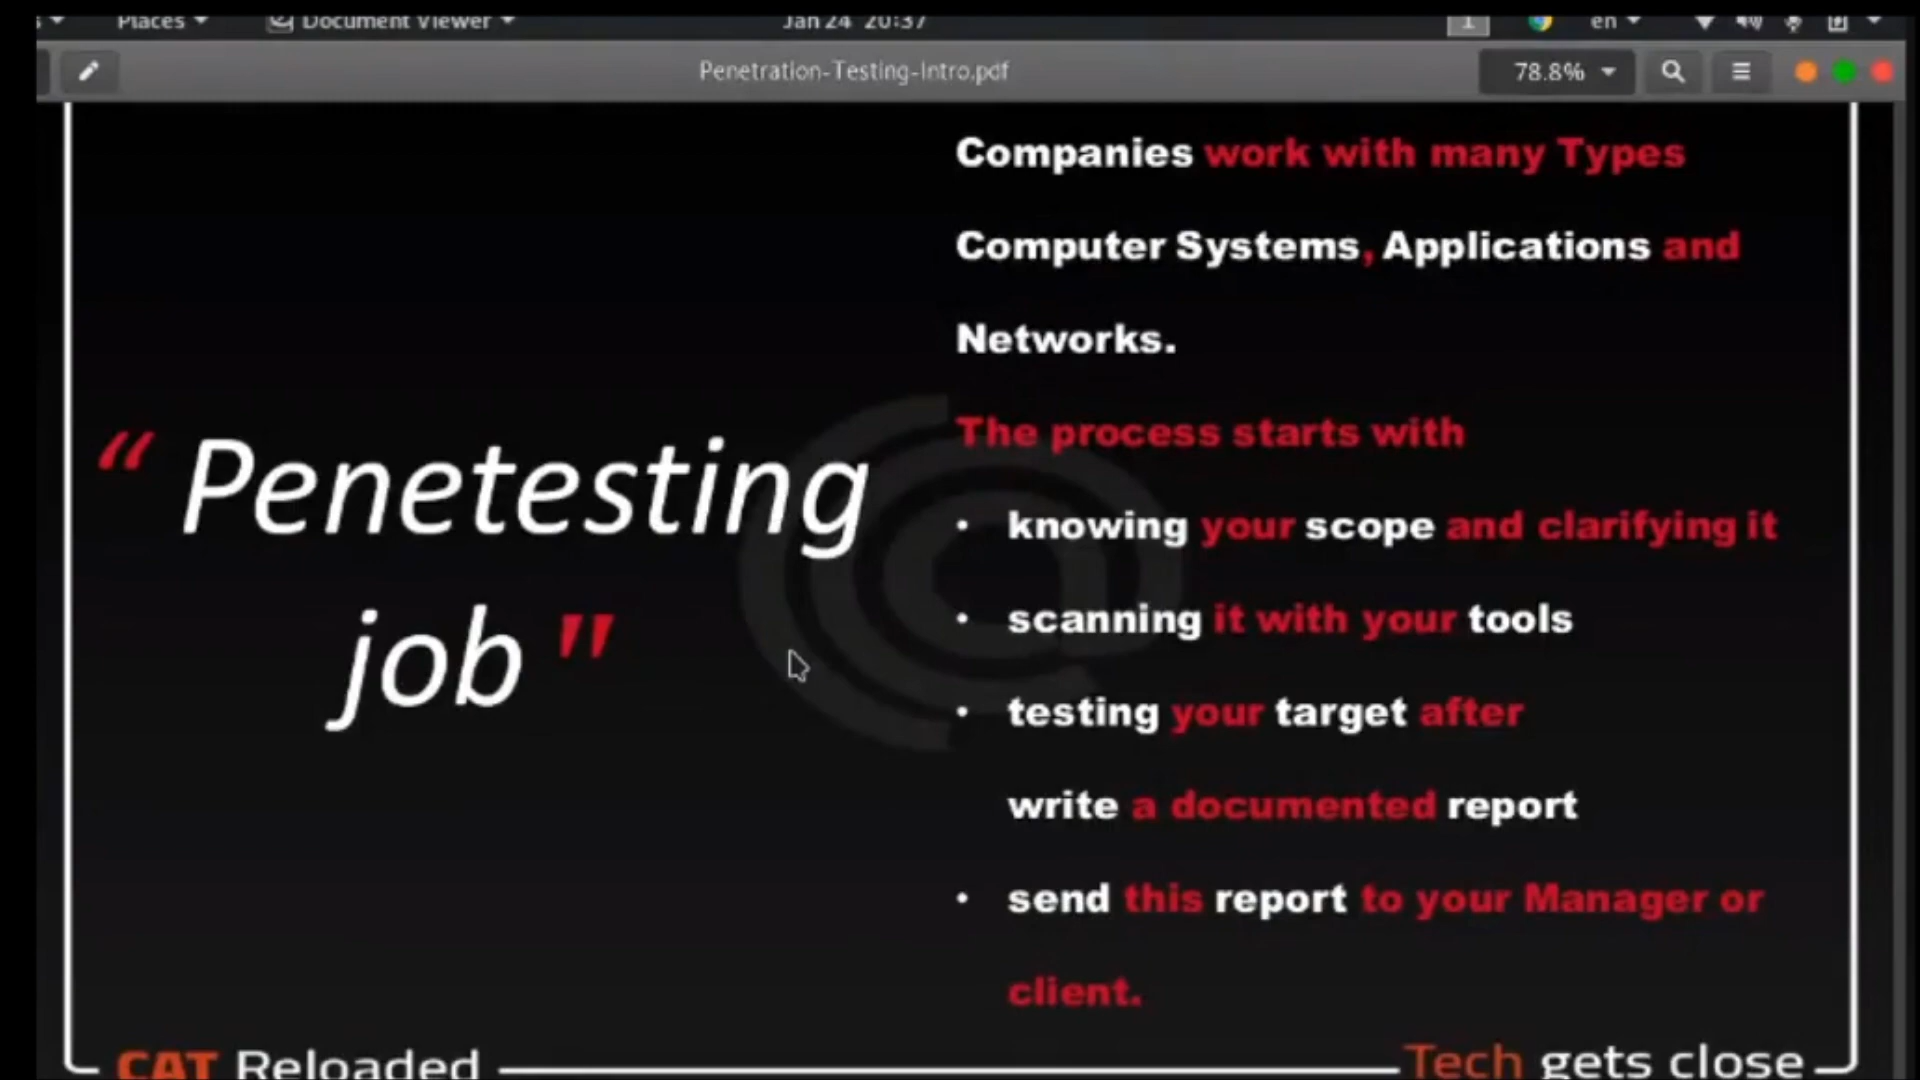 Places
Document Viewer
Jan 24 20:37
1
en
Penetration-Testing-Intro.pdf
78.8%
Companies work with many Types
Computer Systems, Applications and
Networks.
The process starts with
“ Penetesting
job "
• knowing your scope and clarifying it
• scanning it with your tools
• testing your target after
write a documented report
• send this report to your Manager or
client.
CAT Reloaded
Tech gets close